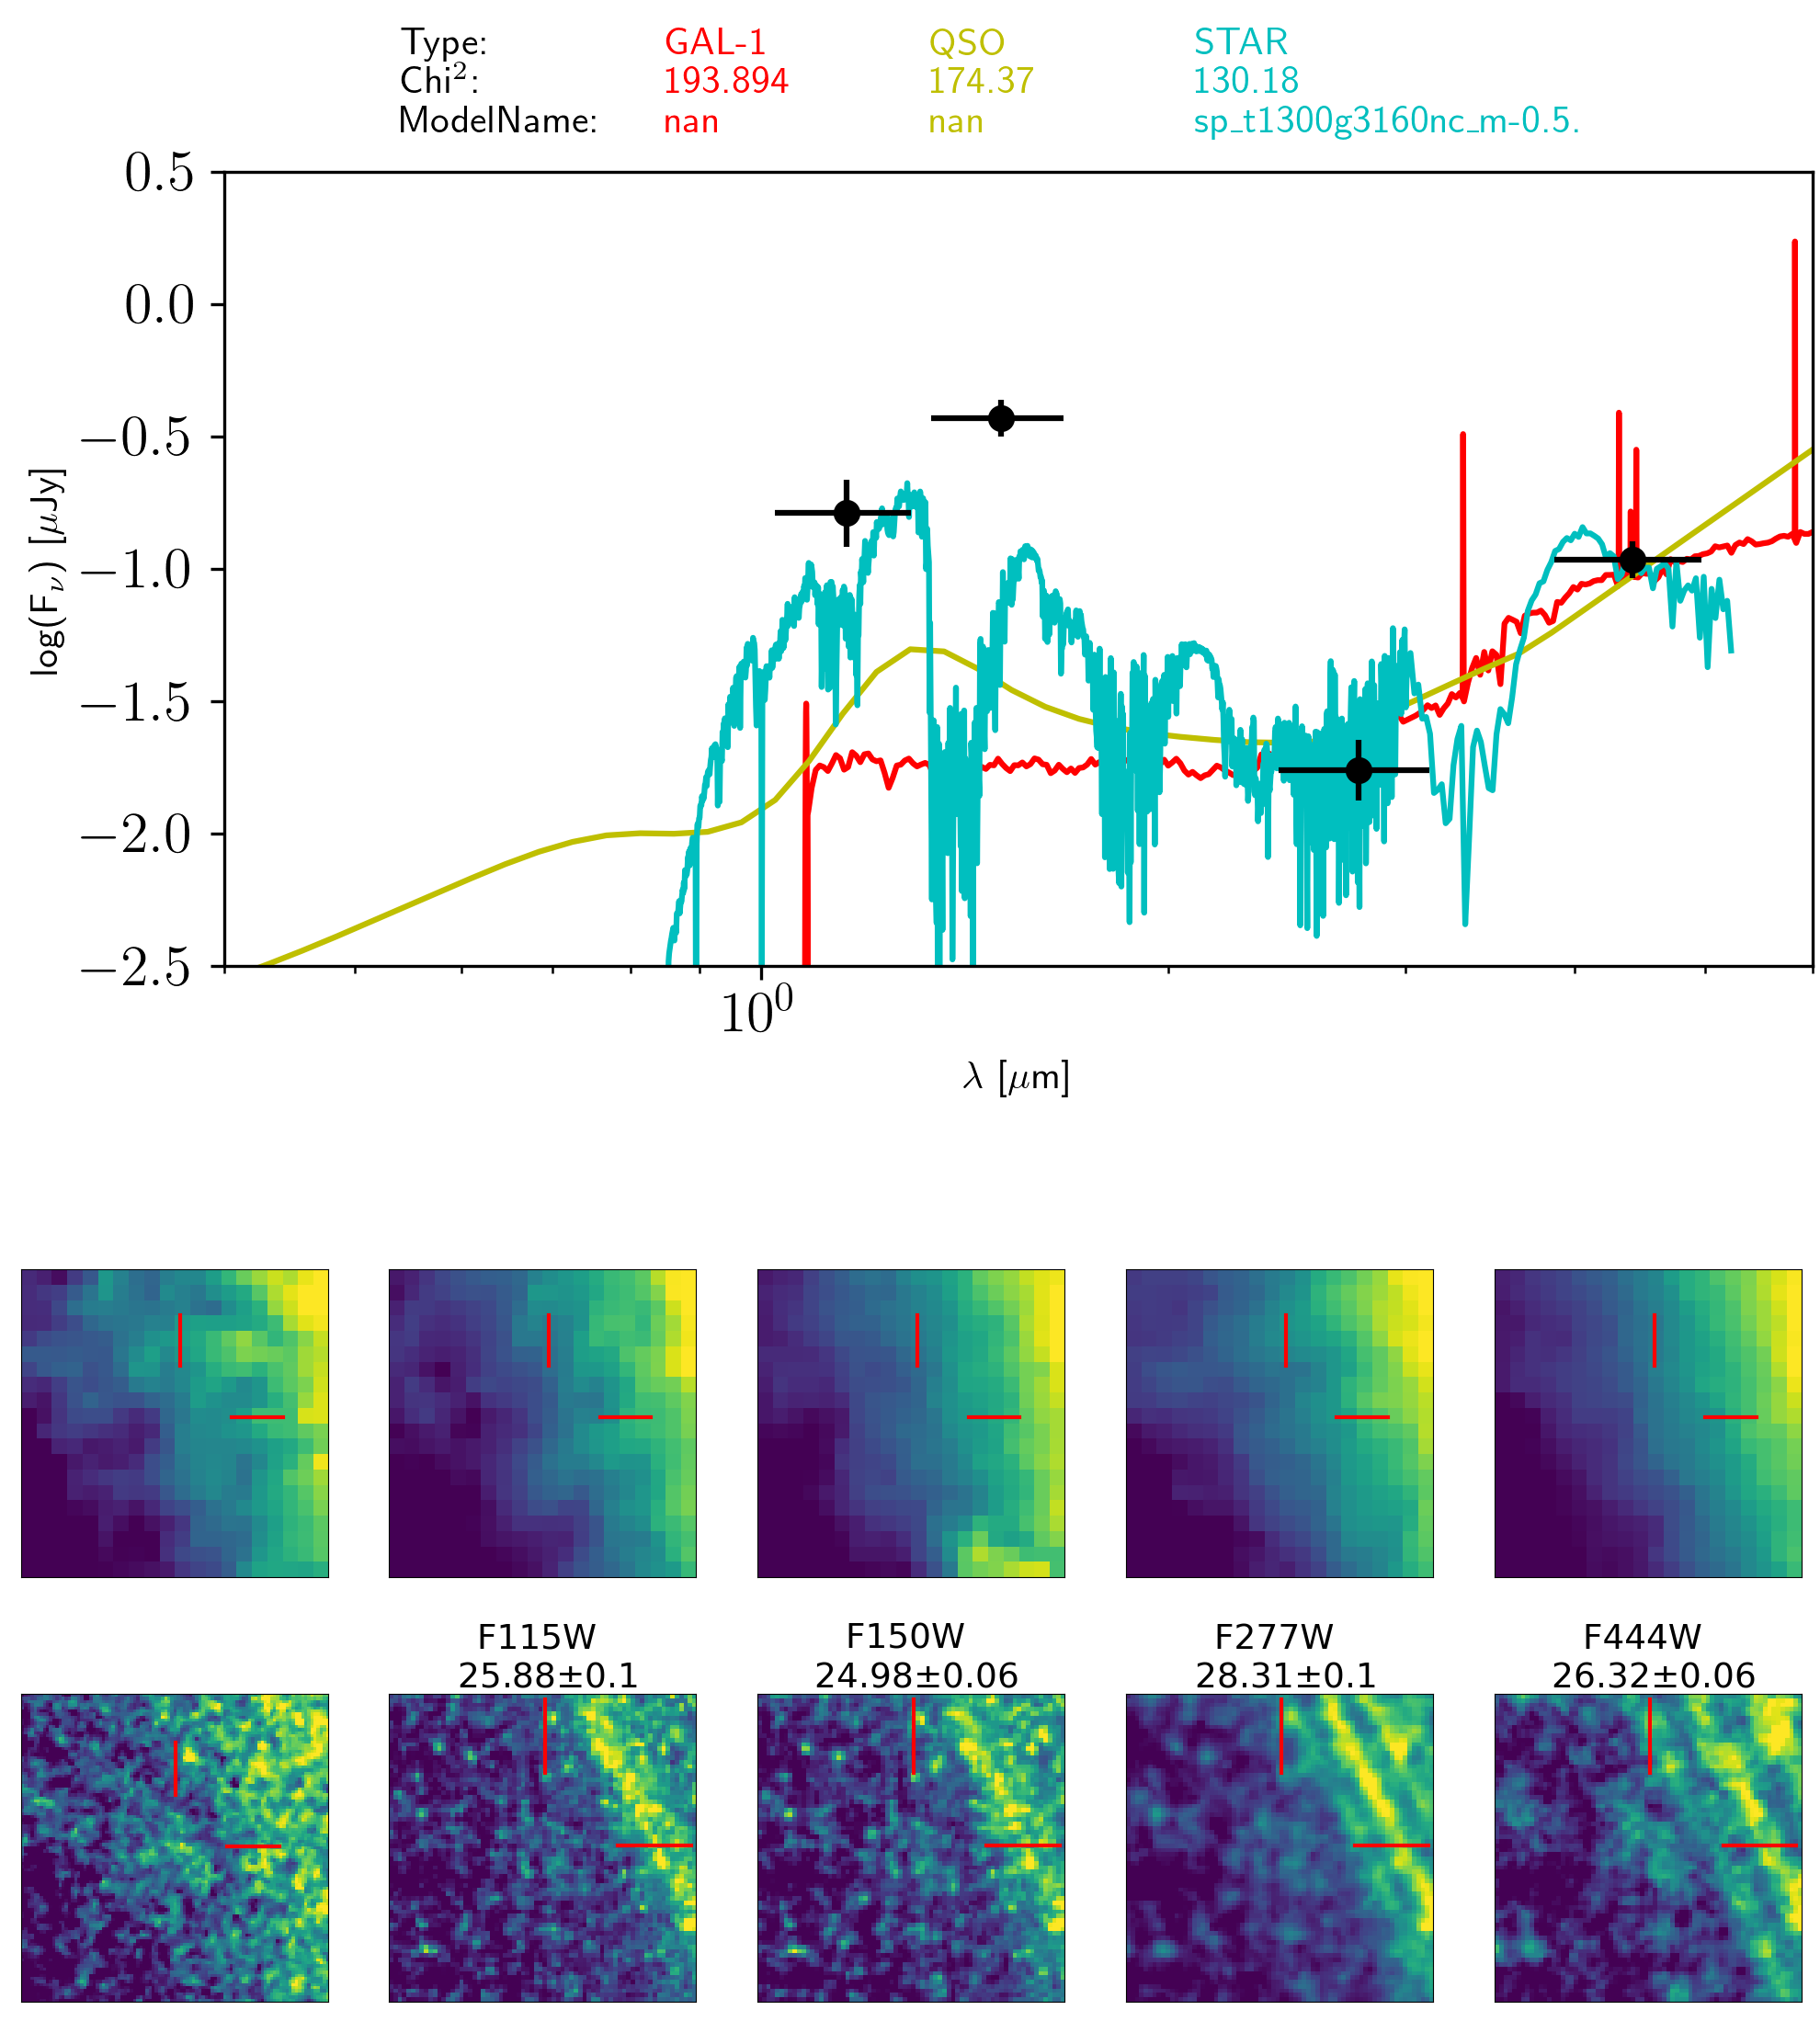 Type: GAL-1 QSO STAR
Chi²: 193.894 174.37 130.18
ModelName: nan nan sp_t1300g3160nc_m-0.5.
0.5
0.0
−0.5
−1.0
−1.5
−2.0
−2.5
log(Fν) [μJy]
10⁰
λ [μm]
F115W F150W F277W F444W
25.88±0.1 24.98±0.06 28.31±0.1 26.32±0.06